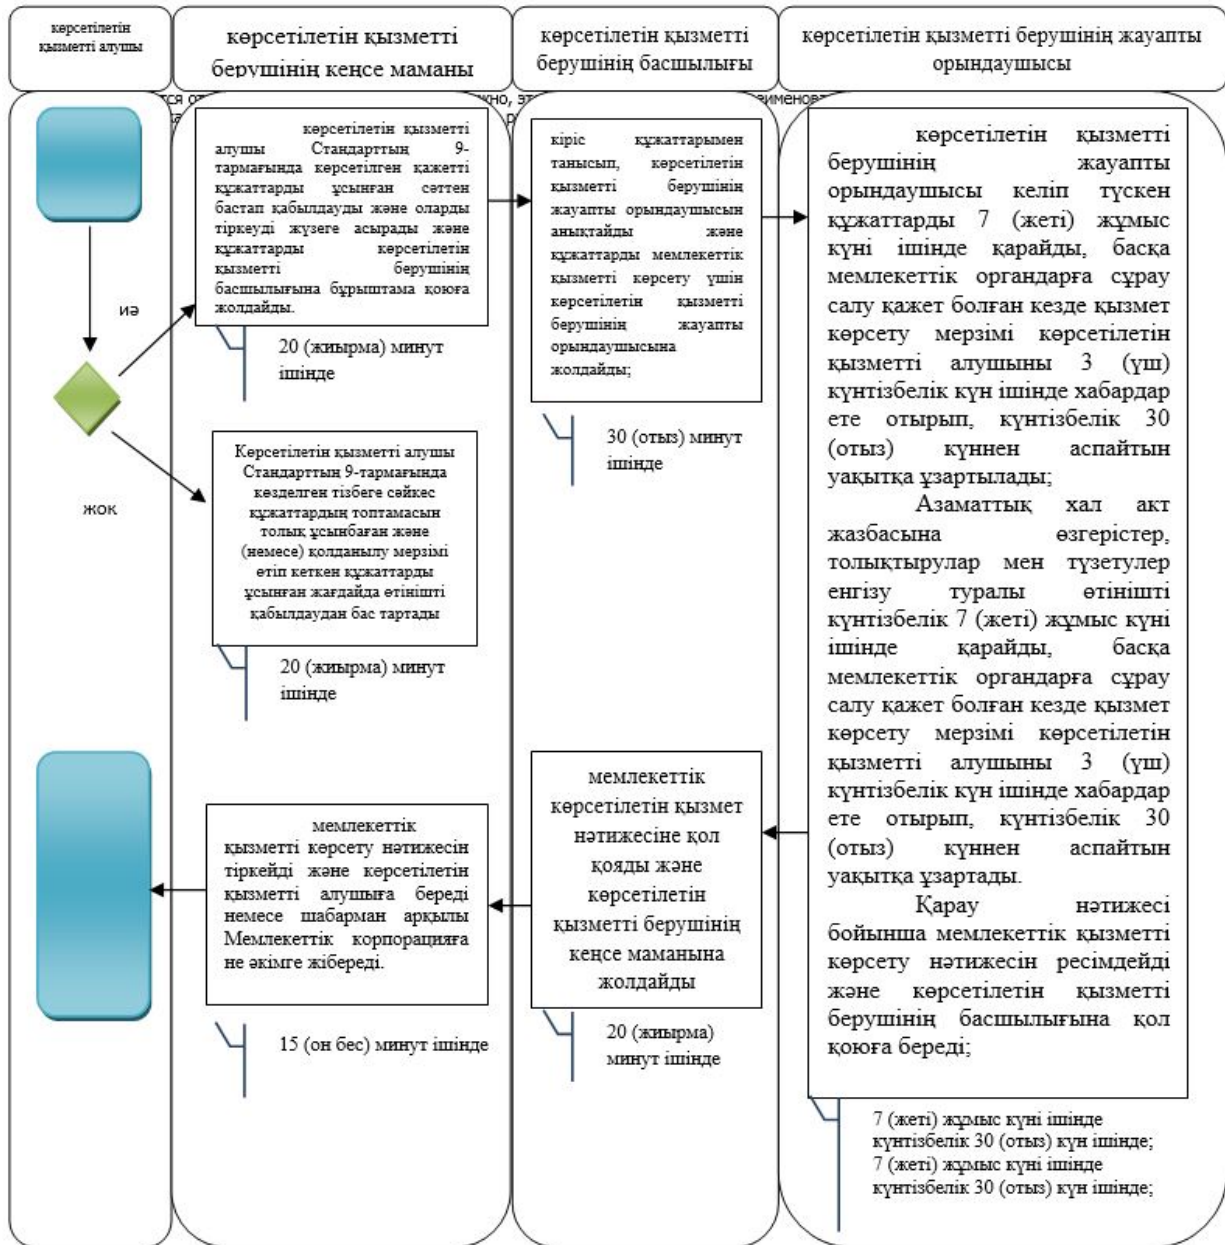 көрсетілетін
қызметті алушы
көрсетілетін қызметті
берушінің кеңсе маманы
көрсетілетін қызметті
берушінің басшылығы
көрсетілетін қызметті берушінің жауапты
орындаушысы
көрсетілетін қызметті
алушы Стандарттың 9-
тармағында көрсетілген қажетті
құжаттарды ұсынған сәттен
бастап қабылдауды және оларды
тіркеуді жүзеге асырады және
құжаттарды көрсетілетін
қызметті берушінің
басшылығына бұрыштама қоюға
жолдайды.
иә
20 (жиырма) минут
ішінде
Көрсетілетін қызметті алушы
Стандарттың 9-тармағында
көзделген тізбеге сәйкес
құжаттардың топтамасын
толық ұсынбаған және
(немесе) қолданылу мерзімі
өтіп кеткен құжаттарды
ұсынған жағдайда өтінішті
қабылдаудан бас тартады
жоқ
20 (жиырма) минут
ішінде
кіріс құжаттарымен
танысып, көрсетілетін
қызметті берушінің
жауапты орындаушысын
анықтайды және
құжаттарды мемлекеттік
қызметті көрсету үшін
көрсетілетін қызметті
берушінің жауапты
орындаушысына
жолдайды;
30 (отыз) минут
ішінде
көрсетілетін қызметті
берушінің жауапты
орындаушысы келіп түскен
құжаттарды 7 (жеті) жұмыс
күні ішінде қарайды, басқа
мемлекеттік органдарға сұрау
салу қажет болған кезде қызмет
көрсету мерзімі көрсетілетін
қызметті алушыны 3 (үш)
күнтізбелік күн ішінде хабардар
ете отырып, күнтізбелік 30
(отыз) күннен аспайтын
уақытқа ұзартылады;
Азаматтық хал акт
жазбасына өзгерістер,
толықтырулар мен түзетулер
енгізу туралы өтінішті
күнтізбелік 7 (жеті) жұмыс күні
ішінде қарайды, басқа
мемлекеттік органдарға сұрау
салу қажет болған кезде қызмет
көрсету мерзімі көрсетілетін
қызметті алушыны 3 (үш)
күнтізбелік күн ішінде хабардар
ете отырып, күнтізбелік 30
(отыз) күннен аспайтын
уақытқа ұзартады.
Қарау нәтижесі
бойынша мемлекеттік қызметті
көрсету нәтижесін ресімдейді
және көрсетілетін қызметті
берушінің басшылығына қол
қоюға береді;
7 (жеті) жұмыс күні ішінде
күнтізбелік 30 (отыз) күн ішінде;
7 (жеті) жұмыс күні ішінде
күнтізбелік 30 (отыз) күн ішінде;
мемлекеттік
көрсетілетін қызмет
нәтижесіне қол
қояды және
көрсетілетін
қызметті берушінің
кеңсе маманына
жолдайды
20 (жиырма)
минут ішінде
мемлекеттік
қызметті көрсету нәтижесін
тіркейді және көрсетілетін
қызметті алушыға береді
немесе шабарман арқылы
Мемлекеттік корпорацияға
не әкімге жібереді.
15 (он бес) минут ішінде